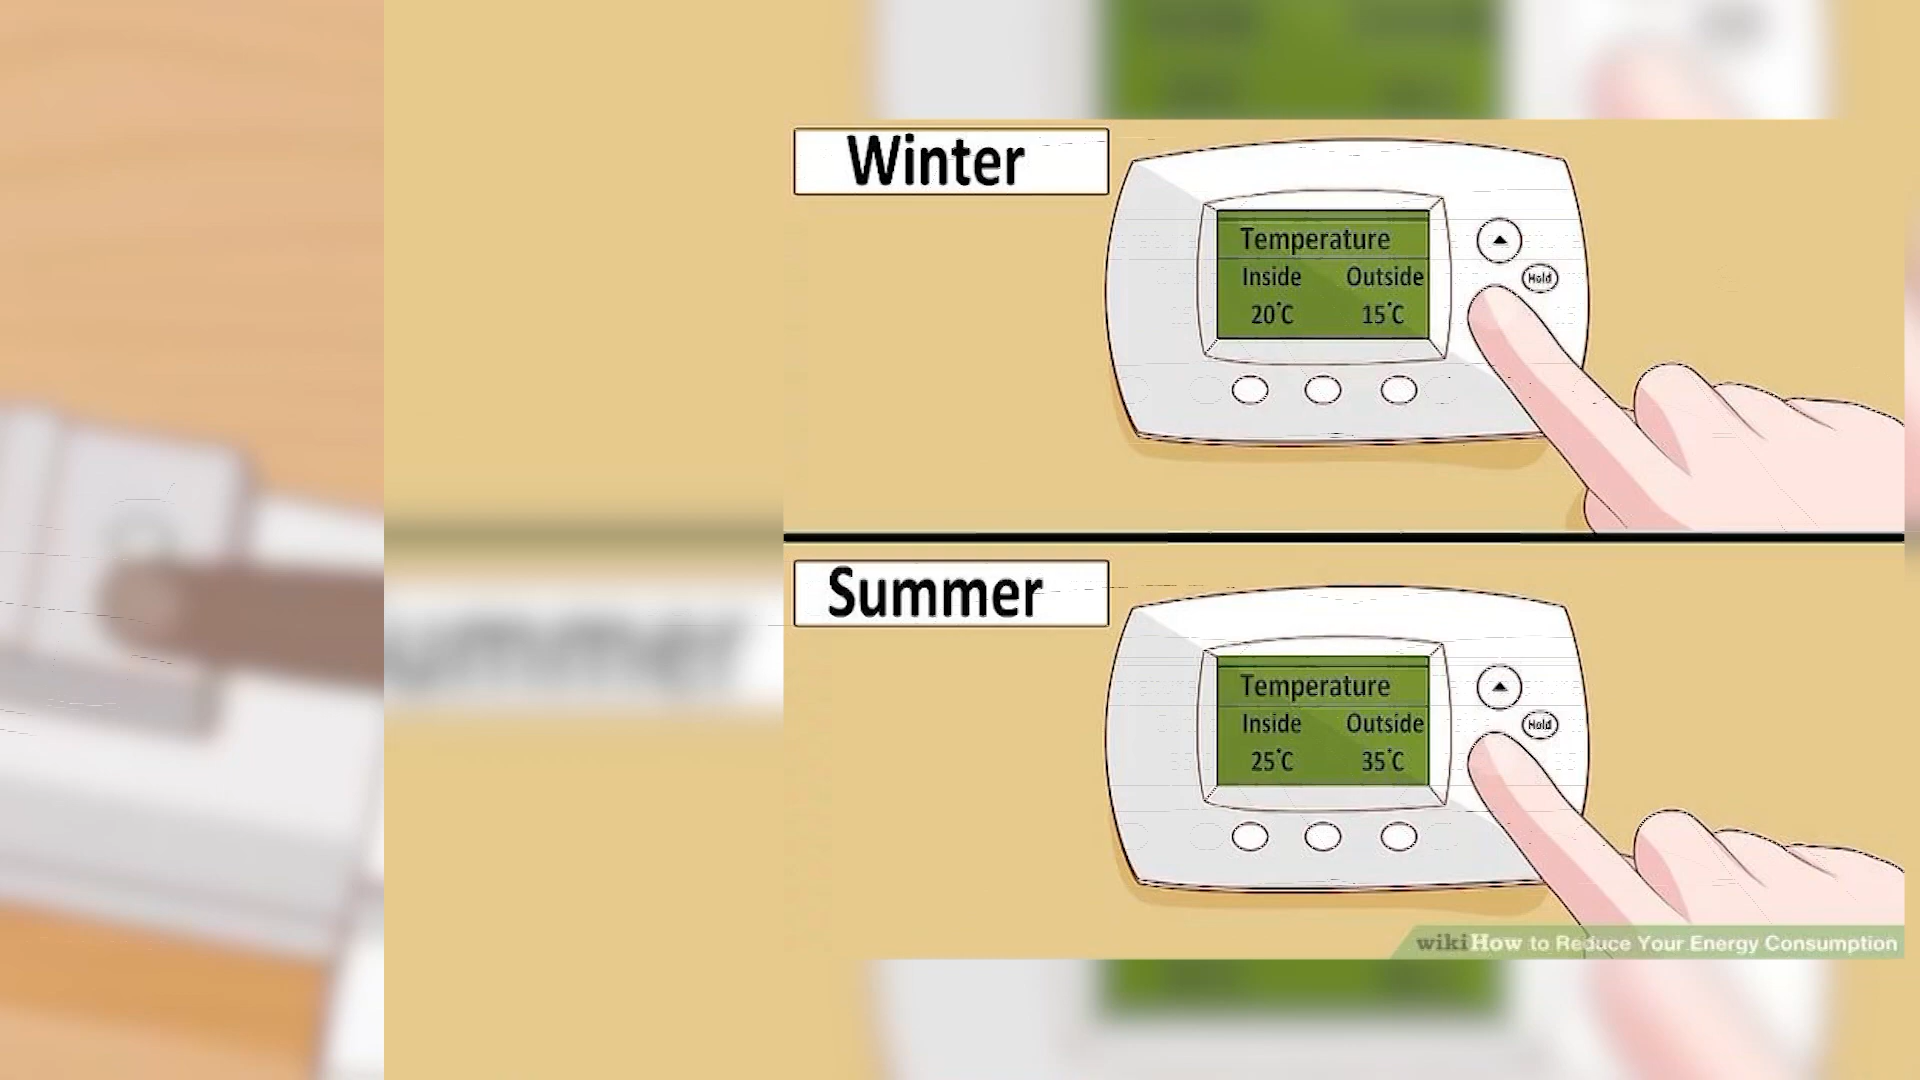 Winter
Temperature
Inside Outside
20°C 15°C
Hold
Summer
Temperature
Inside Outside
25°C 35°C
Hold
wikiHow to Reduce Your Energy Consumption
ummer